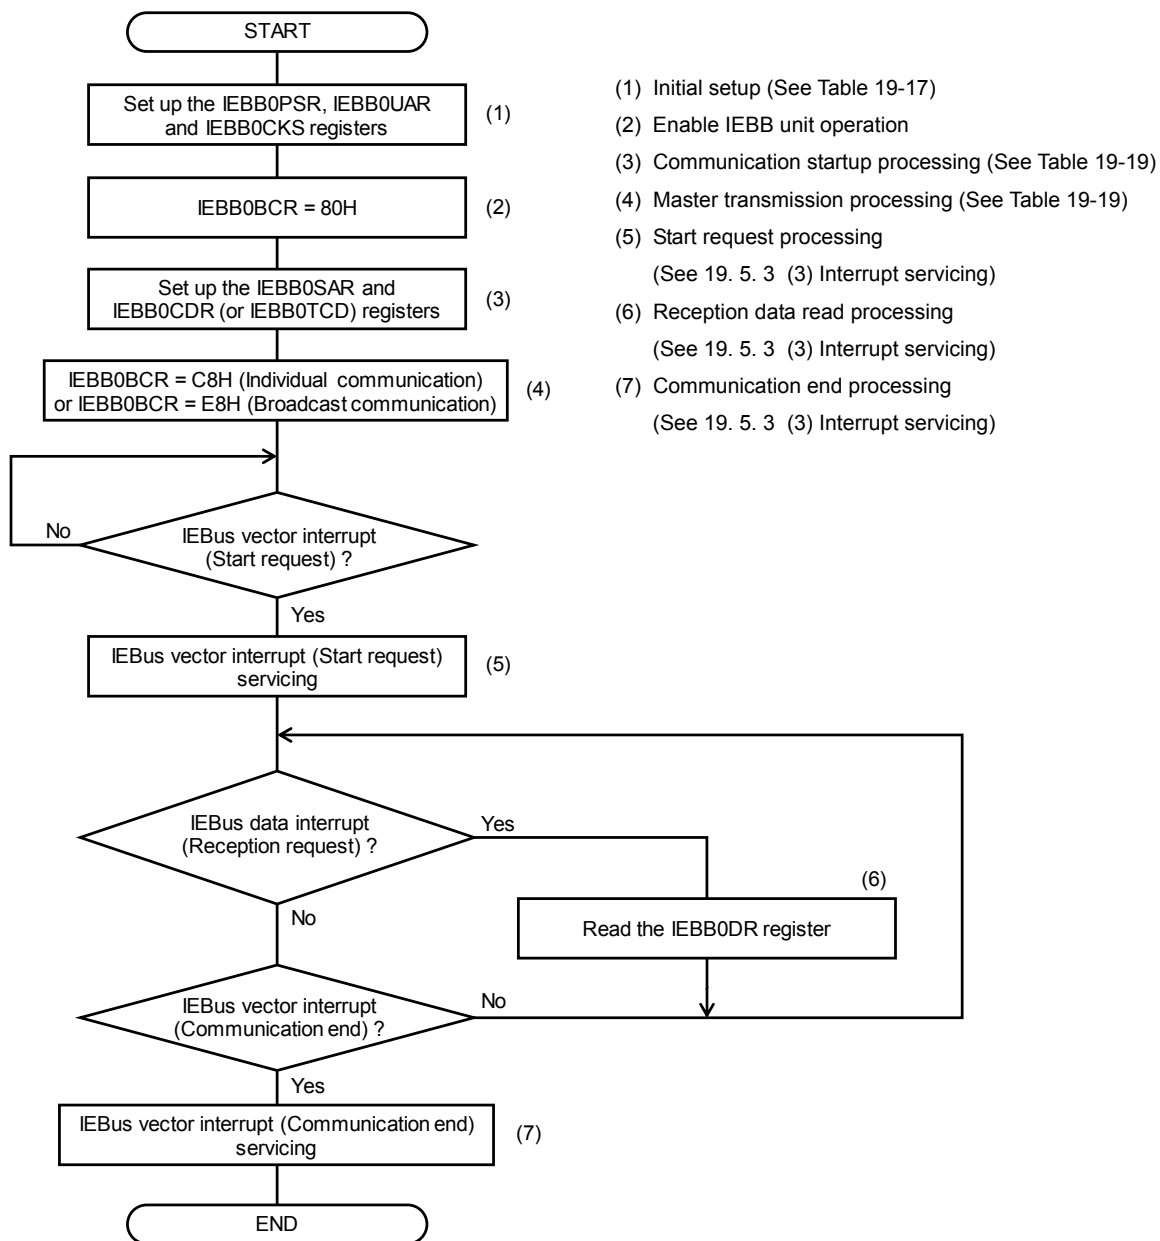 START
Set up the IEBB0PSR, IEBB0UAR
and IEBB0CKS registers
(1)
IEBB0BCR = 80H
(2)
Set up the IEBB0SAR and
IEBB0CDR (or IEBB0TCD) registers
(3)
IEBB0BCR = C8H (Individual communication)
or IEBB0BCR = E8H (Broadcast communication)
(4)
No
IEBus vector interrupt
(Start request) ?
Yes
IEBus vector interrupt (Start request)
servicing
(5)
IEBus data interrupt
(Reception request) ?
Yes
(6)
No
Read the IEBB0DR register
IEBus vector interrupt
(Communication end) ?
No
Yes
IEBus vector interrupt (Communication end)
servicing
(7)
END
(1) Initial setup (See Table 19-17)
(2) Enable IEBB unit operation
(3) Communication startup processing (See Table 19-19)
(4) Master transmission processing (See Table 19-19)
(5) Start request processing
(See 19. 5. 3 (3) Interrupt servicing)
(6) Reception data read processing
(See 19. 5. 3 (3) Interrupt servicing)
(7) Communication end processing
(See 19. 5. 3 (3) Interrupt servicing)